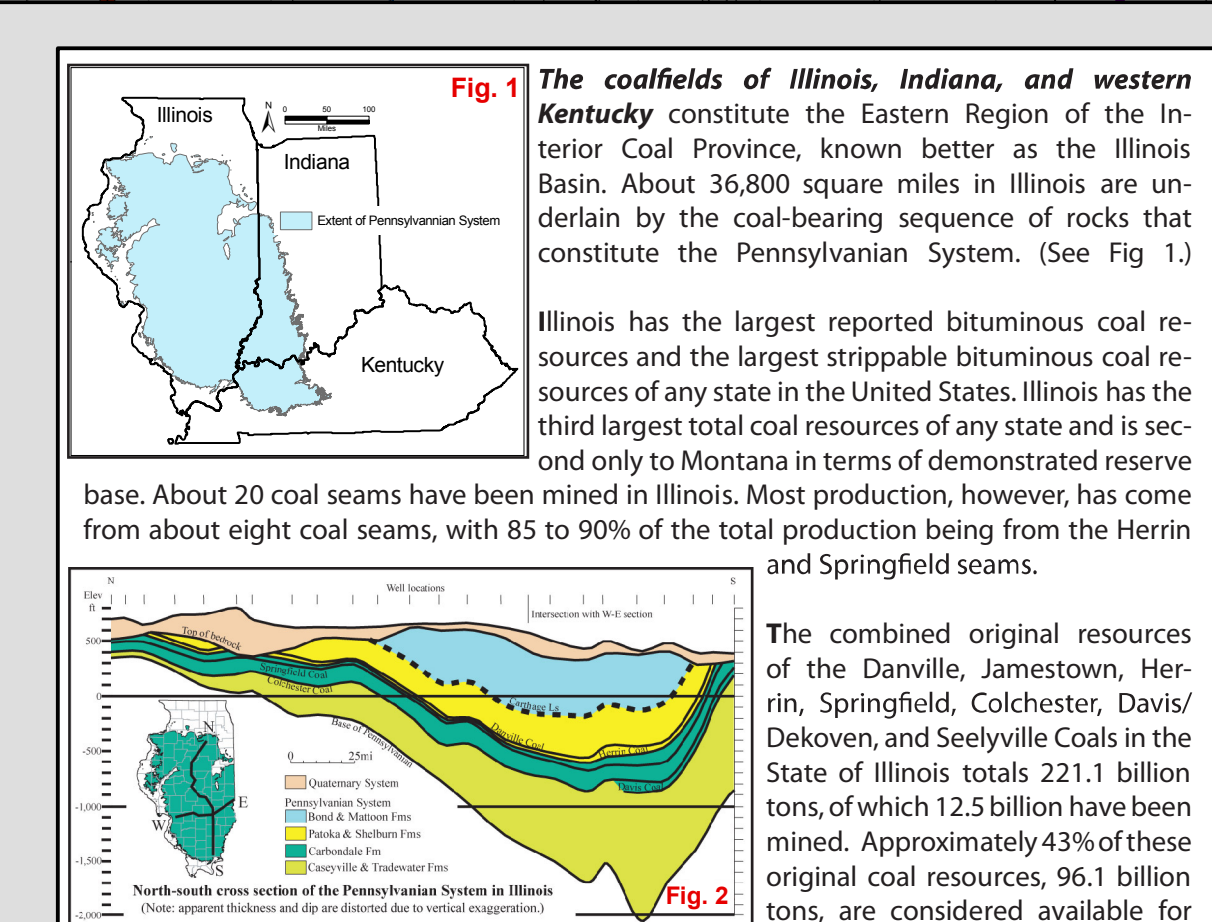 Fig. 1
Illinois
N
0 50 100
Miles
Indiana
Extent of Pennsylvannian System
Kentucky
The coalfields of Illinois, Indiana, and western
Kentucky constitute the Eastern Region of the In-
terior Coal Province, known better as the Illinois
Basin. About 36,800 square miles in Illinois are un-
derlain by the coal-bearing sequence of rocks that
constitute the Pennsylvanian System. (See Fig 1.)
Illinois has the largest reported bituminous coal re-
sources and the largest strippable bituminous coal re-
sources of any state in the United States. Illinois has the
third largest total coal resources of any state and is sec-
ond only to Montana in terms of demonstrated reserve
base. About 20 coal seams have been mined in Illinois. Most production, however, has come
from about eight coal seams, with 85 to 90% of the total production being from the Herrin
and Springfield seams.
N
Well locations
S
Elev
ft
Intersection with W-E section
500
0
-500
-1,000
-1,500
-2,000
Top of bedrock
Springfield Coal
Colchester Coal
Base of Pennsylvanian
Carthage Ls
Danville Coal
Herrin Coal
Davis Coal
N
E
W
S
0 25mi
Quaternary System
Pennsylvanian System
Bond & Mattoon Fms
Patoka & Shelburn Fms
Carbondale Fm
Caseyville & Tradewater Fms
North-south cross section of the Pennsylvanian System in Illinois
(Note: apparent thickness and dip are distorted due to vertical exaggeration.)
Fig. 2
The combined original resources
of the Danville, Jamestown, Her-
rin, Springfield, Colchester, Davis/
Dekoven, and Seelyville Coals in the
State of Illinois totals 221.1 billion
tons, of which 12.5 billion have been
mined. Approximately 43% of these
original coal resources, 96.1 billion
tons, are considered available for